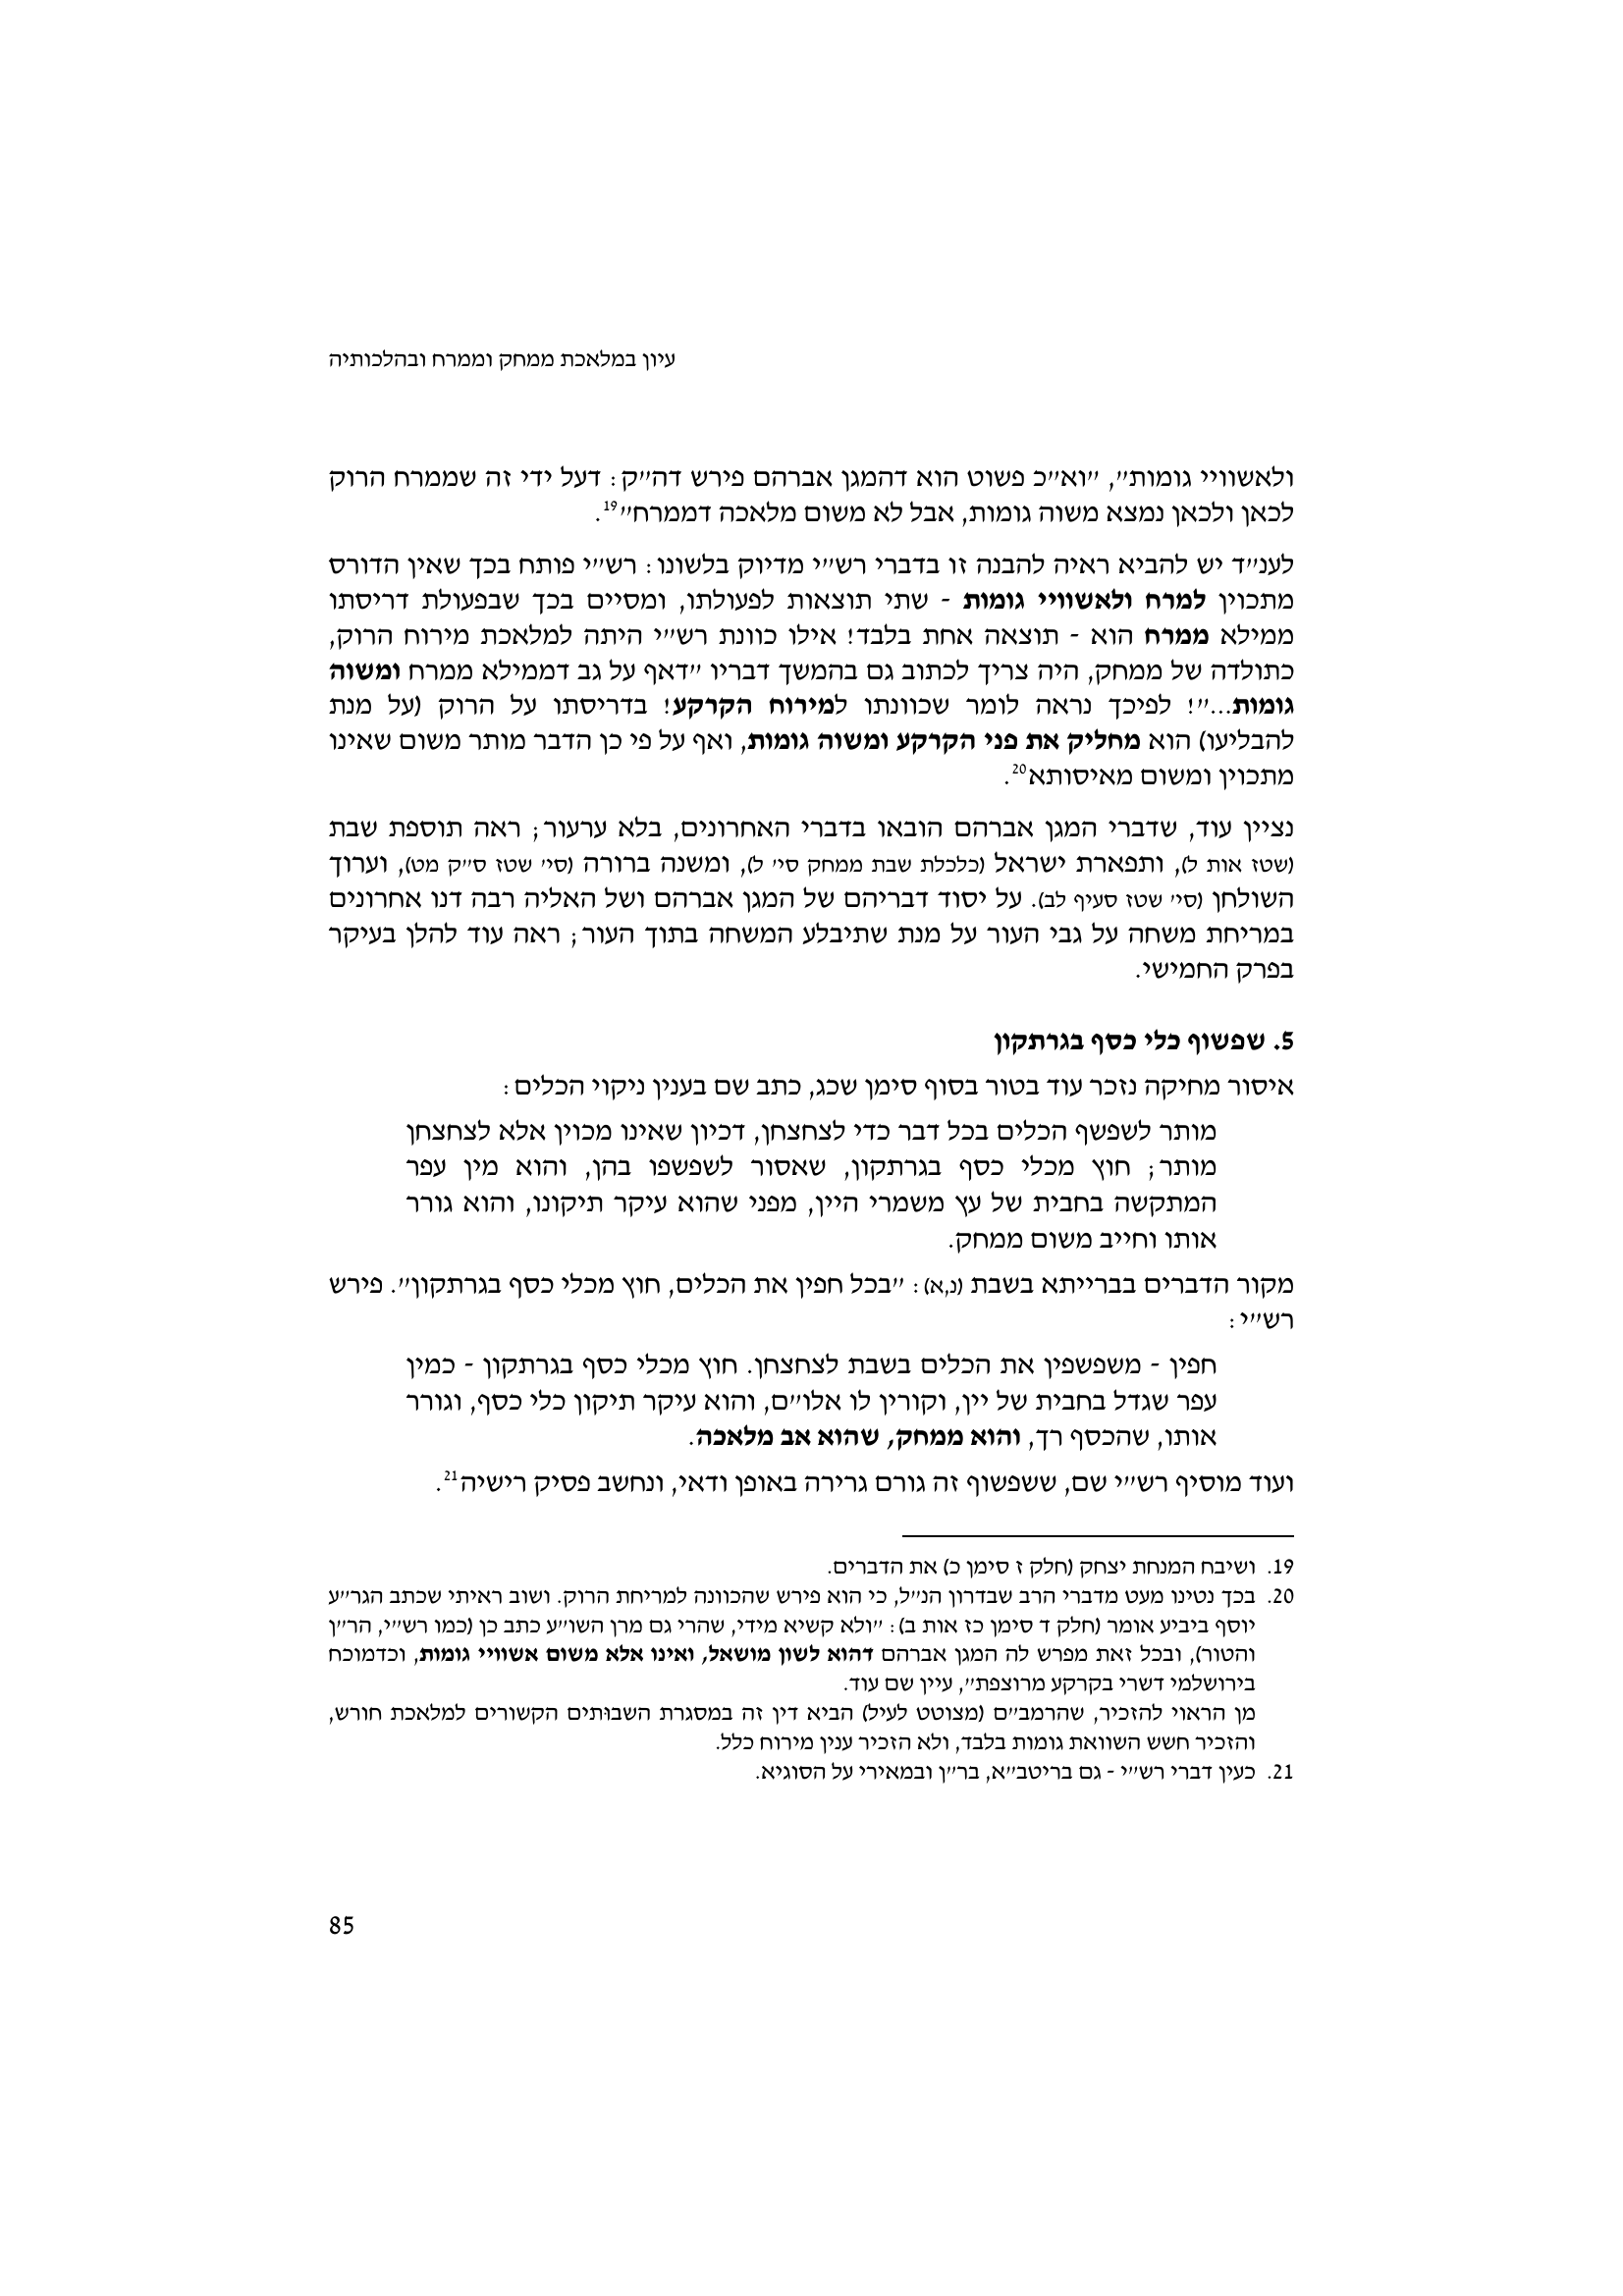 עיון במלאכת ממחק וממרח ובהלכותיה
ולאשוויי גומות", "וא"כ פשוט הוא דהמגן אברהם פירש דה"ק: דעל ידי זה שממרח הרוק
לכאן ולכאן נמצא משוה גומות, אבל לא משום מלאכה דממרח"19.
לענ"ד יש להביא ראיה להבנה זו בדברי רש"י מדיוק בלשונו: רש"י פותח בכך שאין הדורס
מתכוין למרח ולאשוויי גומות - שתי תוצאות לפעולתו, ומסיים בכך שבפעולת דריסתו
ממילא ממרח הוא - תוצאה אחת בלבד! אילו כוונת רש"י היתה למלאכת מירוח הרוק,
כתולדה של ממחק, היה צריך לכתוב גם בהמשך דבריו "דאף על גב דממילא ממרח ומשוה
גומות..."! לפיכך נראה לומר שכוונתו למירוח הקרקע! בדריסתו על הרוק (על מנת
להבליעו) הוא מחליק את פני הקרקע ומשוה גומות, ואף על פי כן הדבר מותר משום שאינו
מתכוין ומשום מאיסותא20.
נציין עוד, שדברי המגן אברהם הובאו בדברי האחרונים, בלא ערעור; ראה תוספת שבת
(שטז אות ל), ותפארת ישראל (כלכלת שבת ממחק סי' ל), ומשנה ברורה (סי' שטז ס"ק מט), וערוך
השולחן (סי' שטז סעיף לב). על יסוד דבריהם של המגן אברהם ושל האליה רבה דנו אחרונים
במריחת משחה על גבי העור על מנת שתיבלע המשחה בתוך העור; ראה עוד להלן בעיקר
בפרק החמישי.
5. שפשוף כלי כסף בגרתקון
איסור מחיקה נזכר עוד בטור בסוף סימן שכג, כתב שם בענין ניקוי הכלים:
מותר לשפשף הכלים בכל דבר כדי לצחצחן, דכיון שאינו מכוין אלא לצחצחן
מותר; חוץ מכלי כסף בגרתקון, שאסור לשפשפו בהן, והוא מין עפר
המתקשה בחבית של עץ משמרי היין, מפני שהוא עיקר תיקונו, והוא גורר
אותו וחייב משום ממחק.
מקור הדברים בברייתא בשבת (נ,א): "בכל חפין את הכלים, חוץ מכלי כסף בגרתקון". פירש
רש"י:
חפין - משפשפין את הכלים בשבת לצחצחן. חוץ מכלי כסף בגרתקון - כמין
עפר שגדל בחבית של יין, וקורין לו אלו"ם, והוא עיקר תיקון כלי כסף, וגורר
אותו, שהכסף רך, והוא ממחק, שהוא אב מלאכה.
ועוד מוסיף רש"י שם, ששפשוף זה גורם גרירה באופן ודאי, ונחשב פסיק רישיה21.
19. ושיבח המנחת יצחק (חלק ז סימן כ) את הדברים.
20. בכך נטינו מעט מדברי הרב שבדרון הנ"ל, כי הוא פירש שהכוונה למריחת הרוק. ושוב ראיתי שכתב הגר"ע
יוסף ביביע אומר (חלק ד סימן כז אות ב): "ולא קשיא מידי, שהרי גם מרן השו"ע כתב כן (כמו רש"י, הר"ן
והטור), ובכל זאת מפרש לה המגן אברהם דהוא לשון מושאל, ואינו אלא משום אשוויי גומות, וכדמוכח
בירושלמי דשרי בקרקע מרוצפת", עיין שם עוד.
מן הראוי להזכיר, שהרמב"ם (מצוטט לעיל) הביא דין זה במסגרת השבותים הקשורים למלאכת חורש,
והזכיר חשש השוואת גומות בלבד, ולא הזכיר ענין מירוח כלל.
21. כעין דברי רש"י - גם בריטב"א, בר"ן ובמאירי על הסוגיא.
85